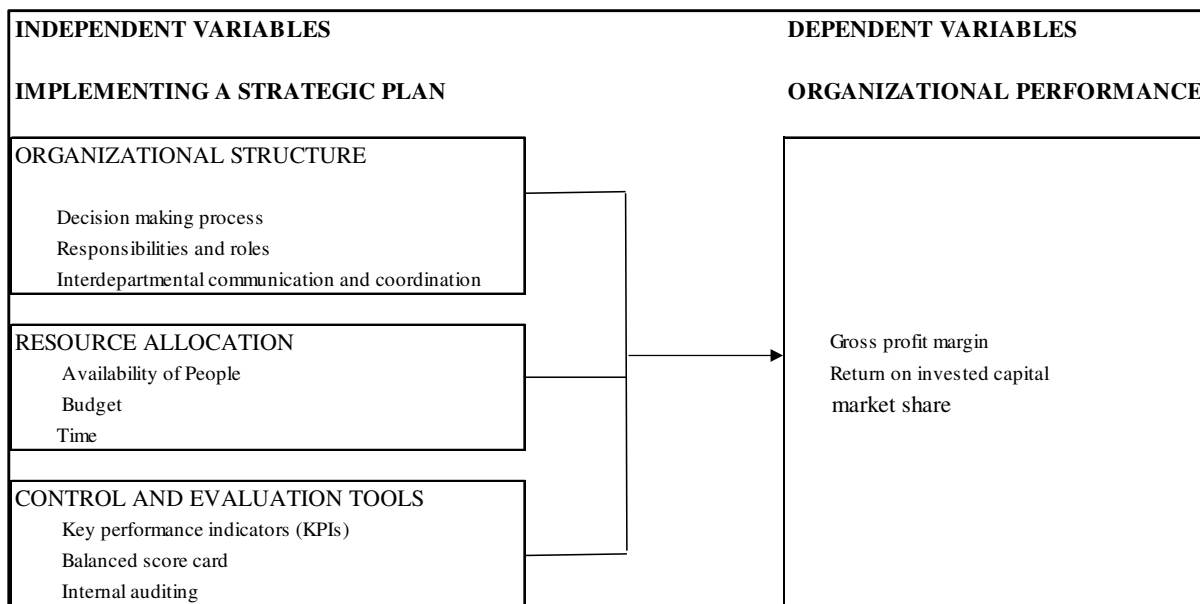 INDEPENDENT VARIABLES
IMPLEMENTING A STRATEGIC PLAN
ORGANIZATIONAL STRUCTURE
Decision making process
Responsibilities and roles
Interdepartmental communication and coordination
RESOURCE ALLOCATION
Availability of People
Budget
Time
CONTROL AND EVALUATION TOOLS
Key performance indicators (KPIs)
Balanced score card
Internal auditing
DEPENDENT VARIABLES
ORGANIZATIONAL PERFORMANCE
Gross profit margin
Return on invested capital
market share